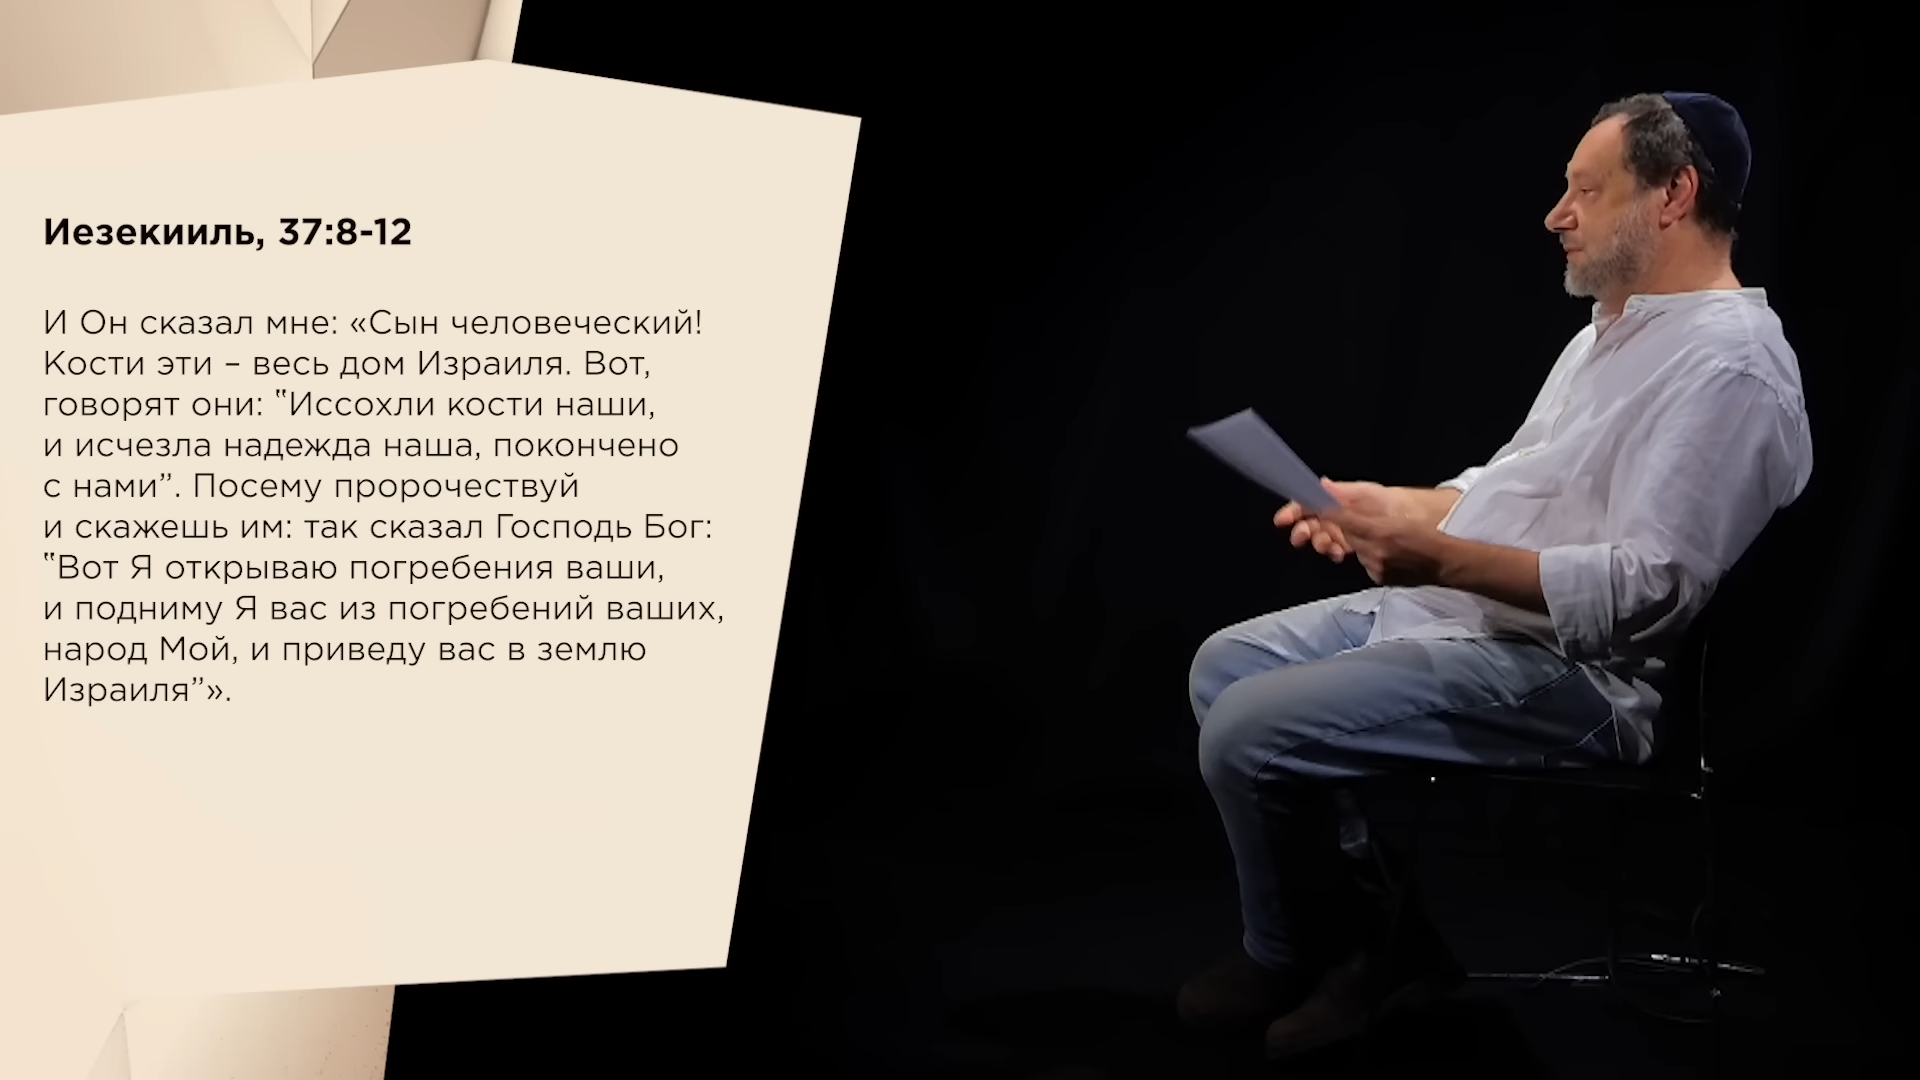 Иезекииль, 37:8-12
И Он сказал мне: «Сын человеческий!
Кости эти – весь дом Израиля. Вот,
говорят они: ‟Иссохли кости наши,
и исчезла надежда наша, покончено
с нами”. Посему пророчествуй
и скажешь им: так сказал Господь Бог:
‟Вот Я открываю погребения ваши,
и подниму Я вас из погребений ваших,
народ Мой, и приведу вас в землю
Израиля”».